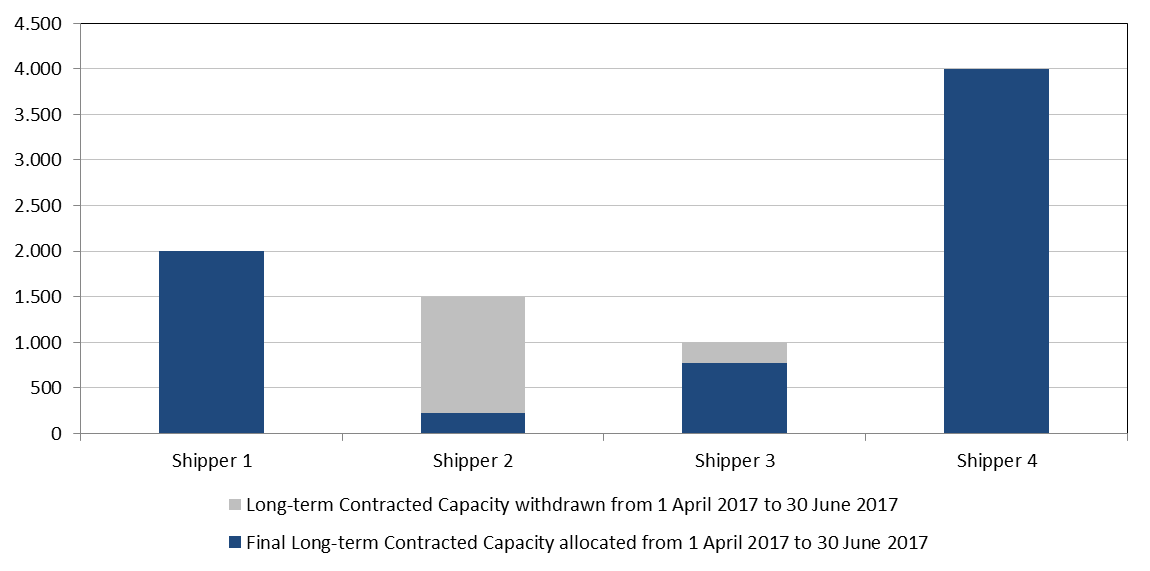 4.500
4.000
3.500
3.000
2.500
2.000
1.500
1.000
500
0
Shipper 1
Shipper 2
Shipper 3
Shipper 4
Long-term Contracted Capacity withdrawn from 1 April 2017 to 30 June 2017
Final Long-term Contracted Capacity allocated from 1 April 2017 to 30 June 2017